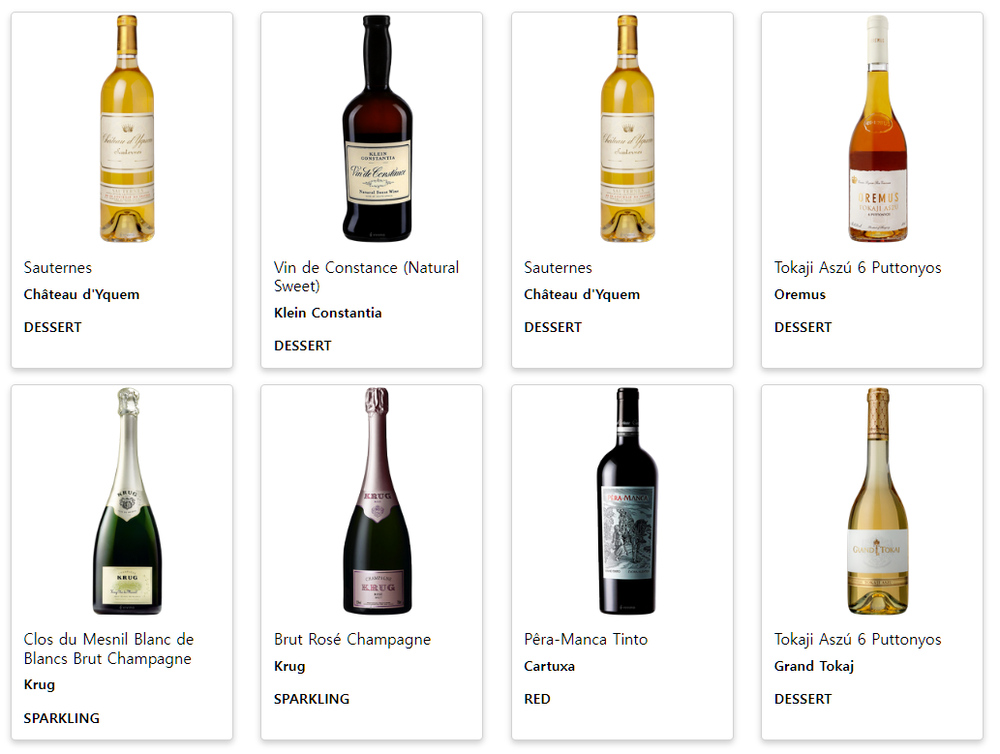 Château d'Yquem
Sauternes
Sauternes
Château d'Yquem
DESSERT
KLEIN
CONSTANTIA
Vin de Constance
Natural Sweet Wine
Vin de Constance (Natural
Sweet)
Klein Constantia
DESSERT
Château d'Yquem
Sauternes
Sauternes
Château d'Yquem
DESSERT
OREMUS
TOKAJI ASZÚ
Tokaji Aszú 6 Puttonyos
Oremus
DESSERT
KRUG
KRUG
Clos du Mesnil Blanc de
Blancs Brut Champagne
Krug
SPARKLING
KRUG
CHAMPAGNE
KRUG
Brut Rosé Champagne
Krug
SPARKLING
PÊRA-MANCA
Pêra-Manca Tinto
Cartuxa
RED
GRAND TOKAJ
Tokaji Aszú 6 Puttonyos
Grand Tokaj
DESSERT